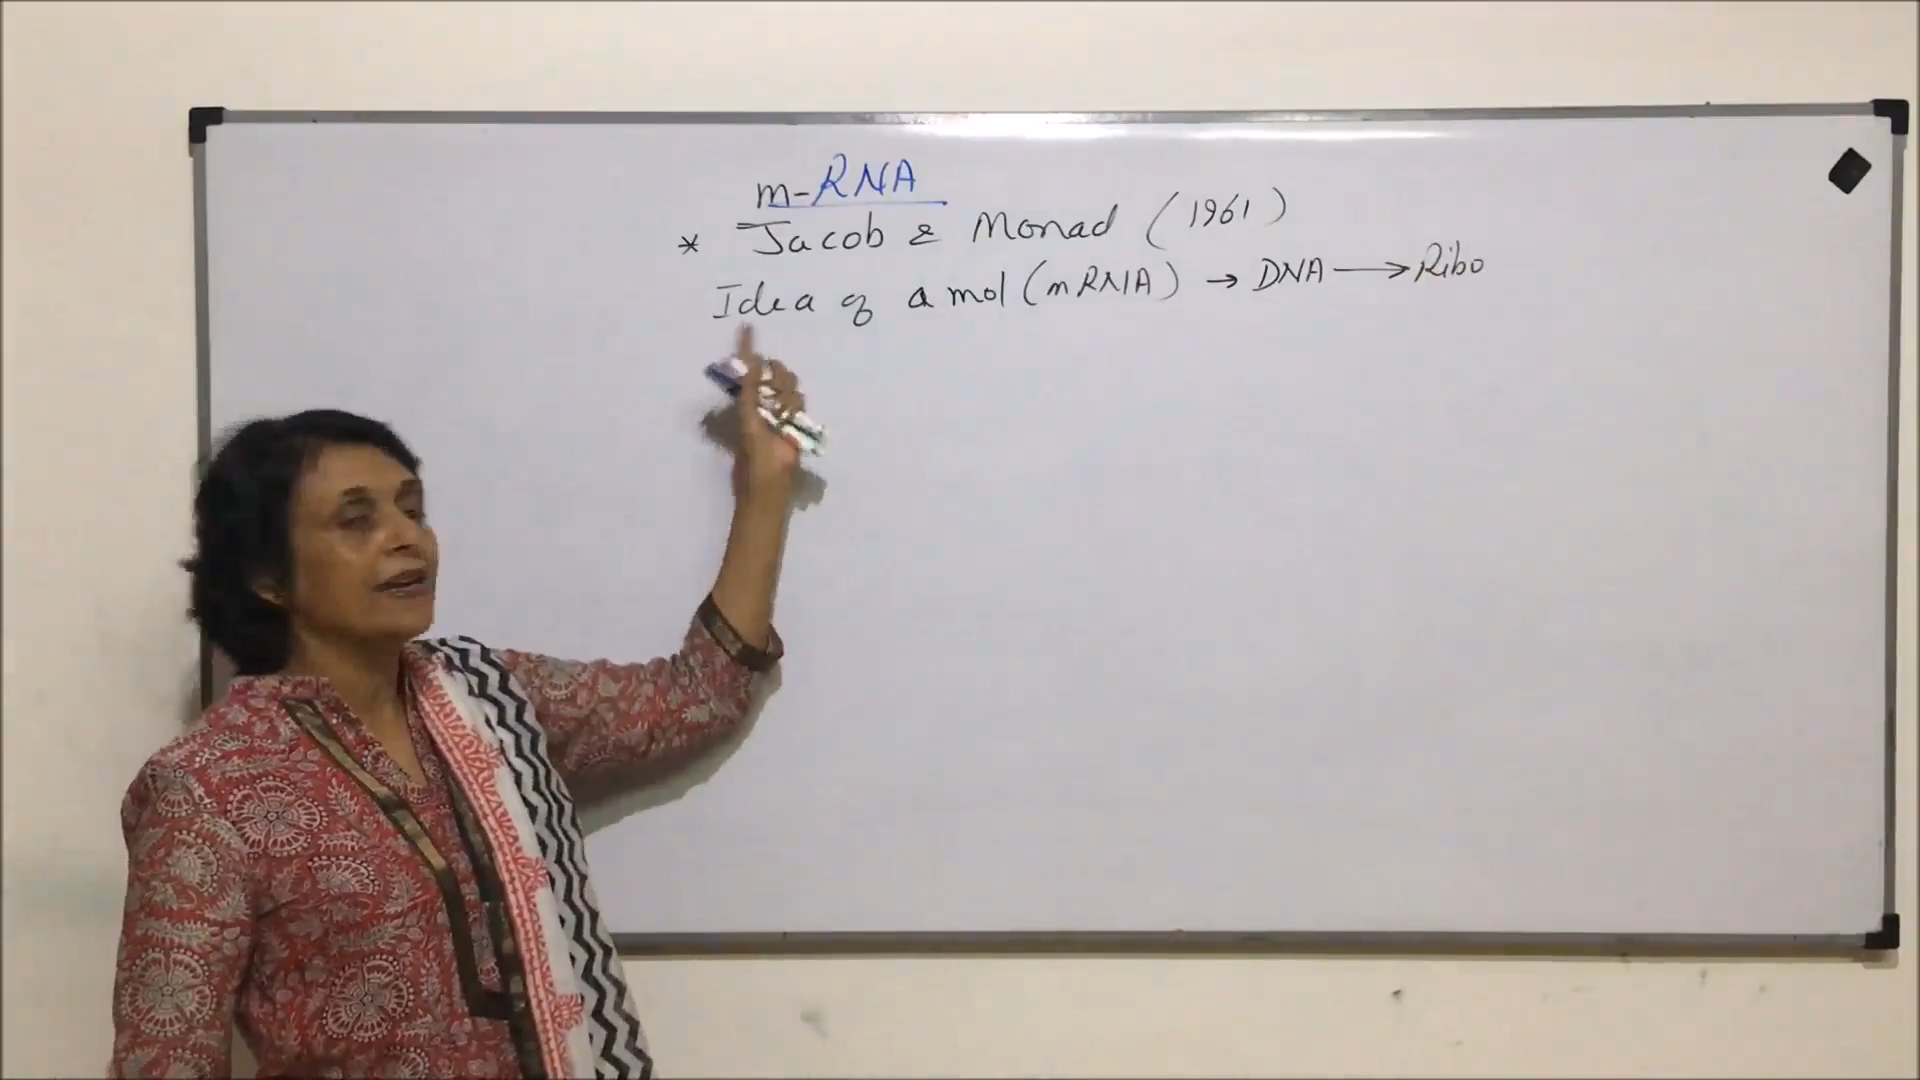 m-RNA
* Jacob & Monad (1961)
Idea of a mol (mRNA) → DNA → Ribo